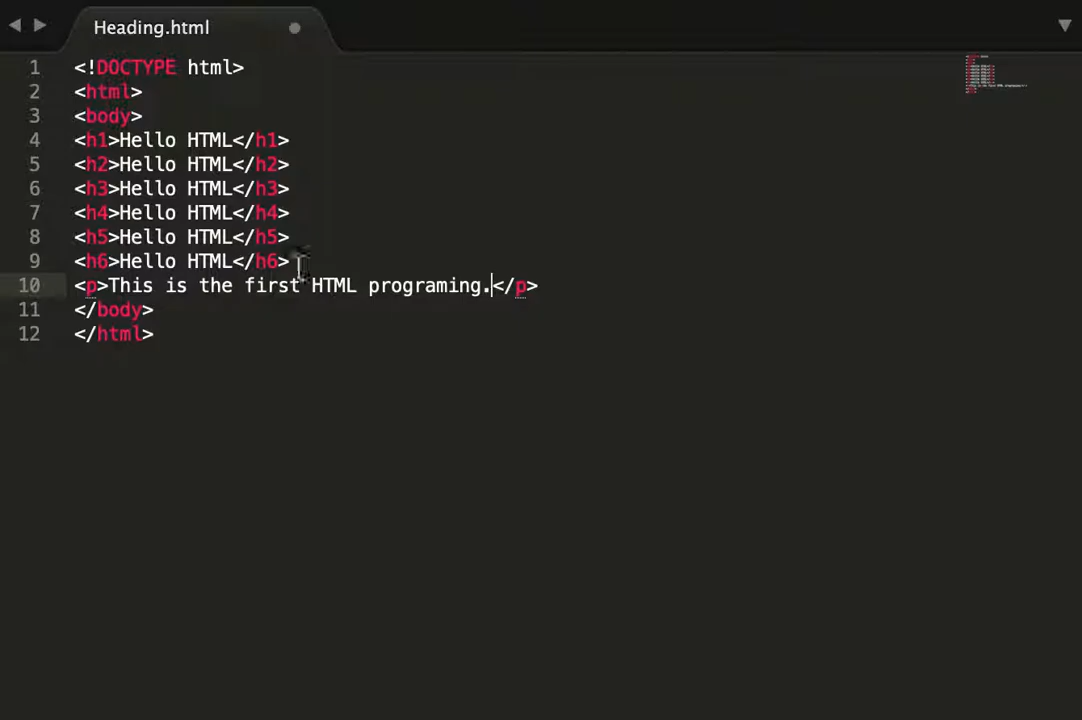 Heading.html
1 <!DOCTYPE html>
2 <html>
3 <body>
4 <h1>Hello HTML</h1>
5 <h2>Hello HTML</h2>
6 <h3>Hello HTML</h3>
7 <h4>Hello HTML</h4>
8 <h5>Hello HTML</h5>
9 <h6>Hello HTML</h6>
10 <p>This is the first HTML programing.</p>
11 </body>
12 </html>